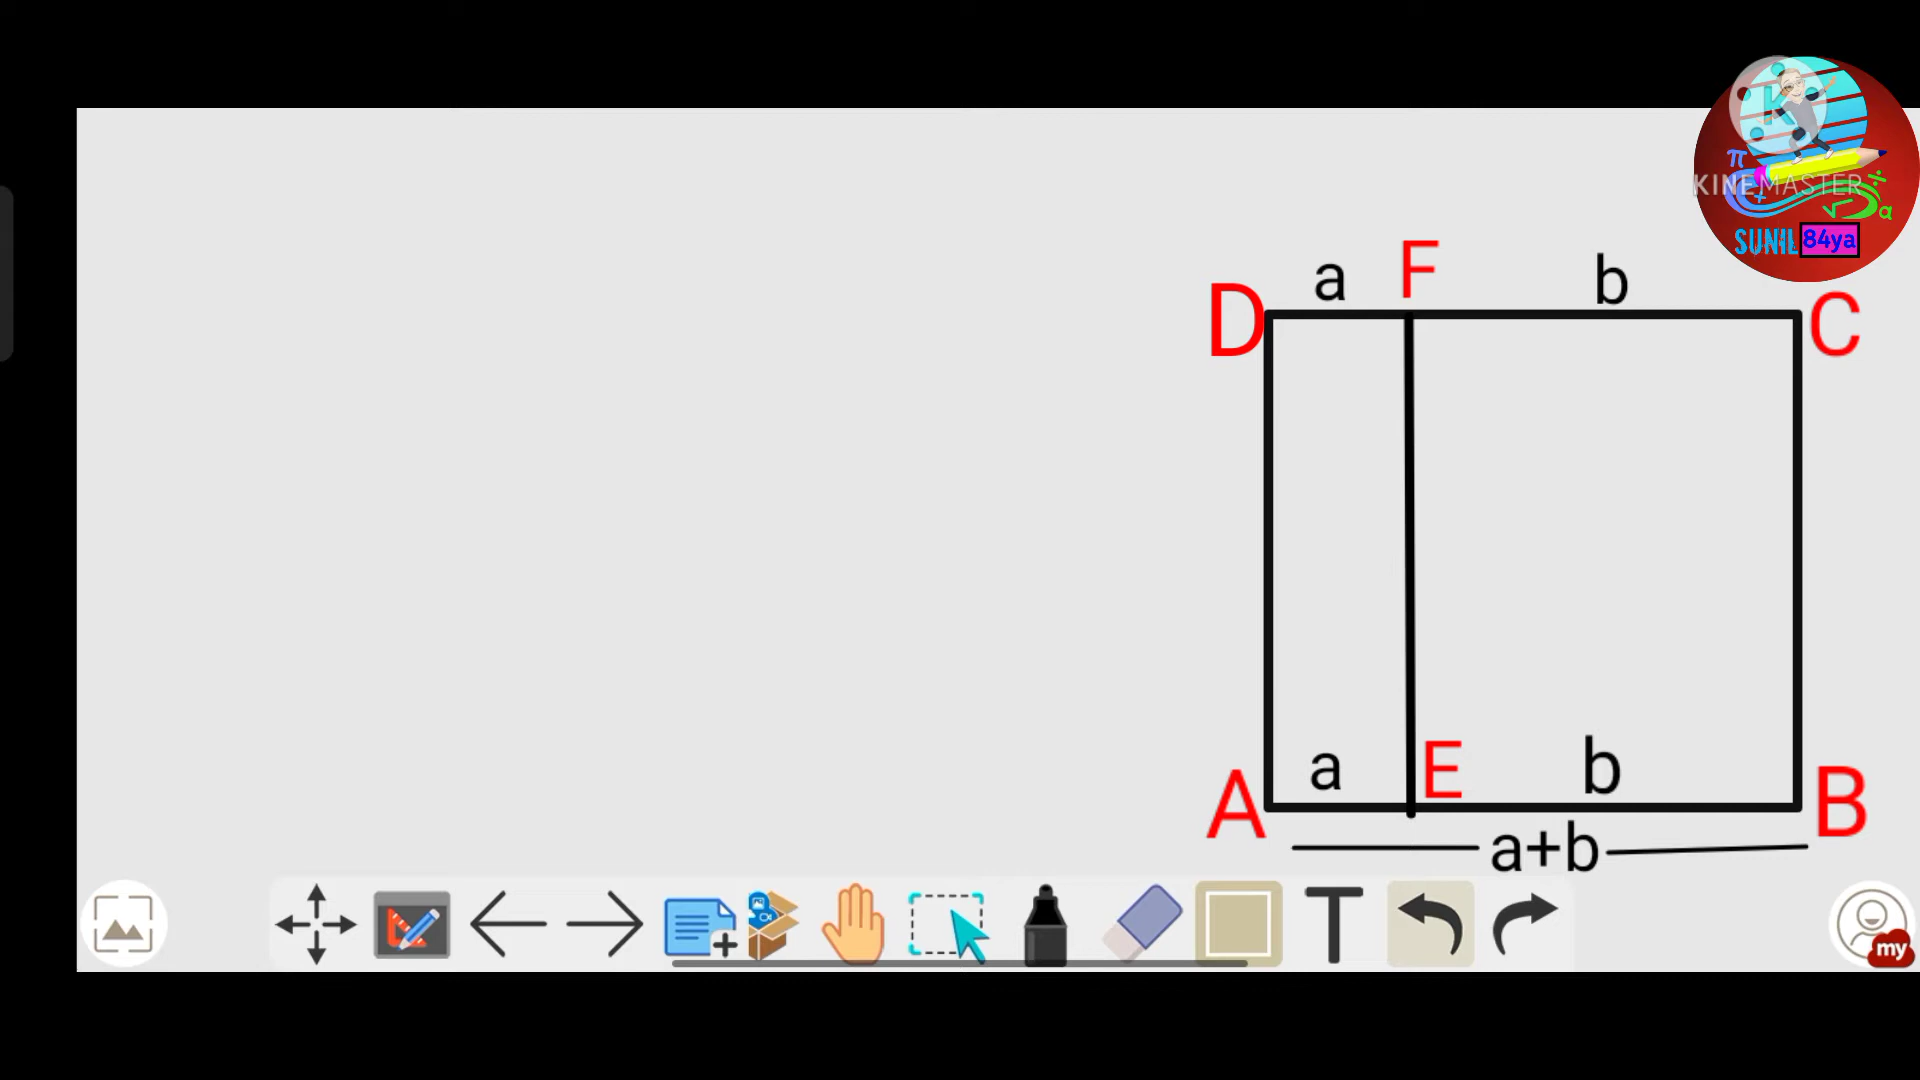 KINEMASTER
π
÷
+
√
α
SUNIL 84ya
a F b
D C
a E b
A B
a+b
T
my
K